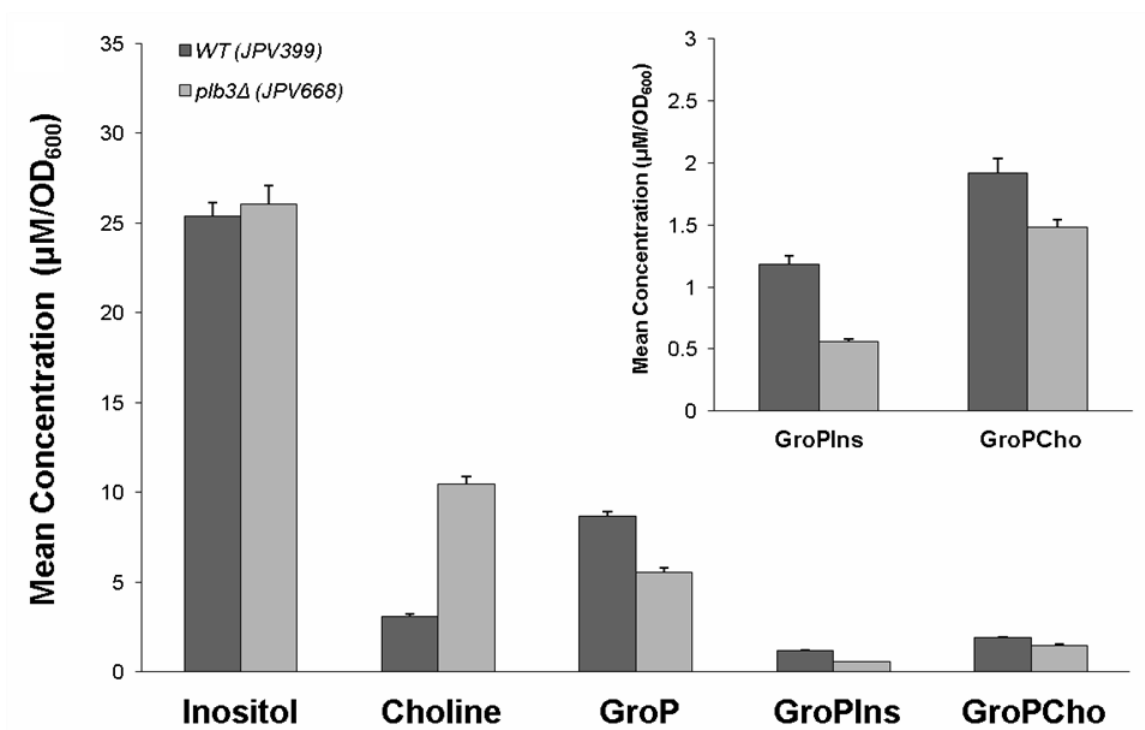 WT (JPV399)
plb3Δ (JPV668)
Mean Concentration (µM/OD600)
35
30
25
20
15
10
5
0
Inositol
Choline
GroP
GroPIns
GroPCho
Mean Concentration (µM/OD600)
3
2.5
2
1.5
1
0.5
0
GroPIns
GroPCho